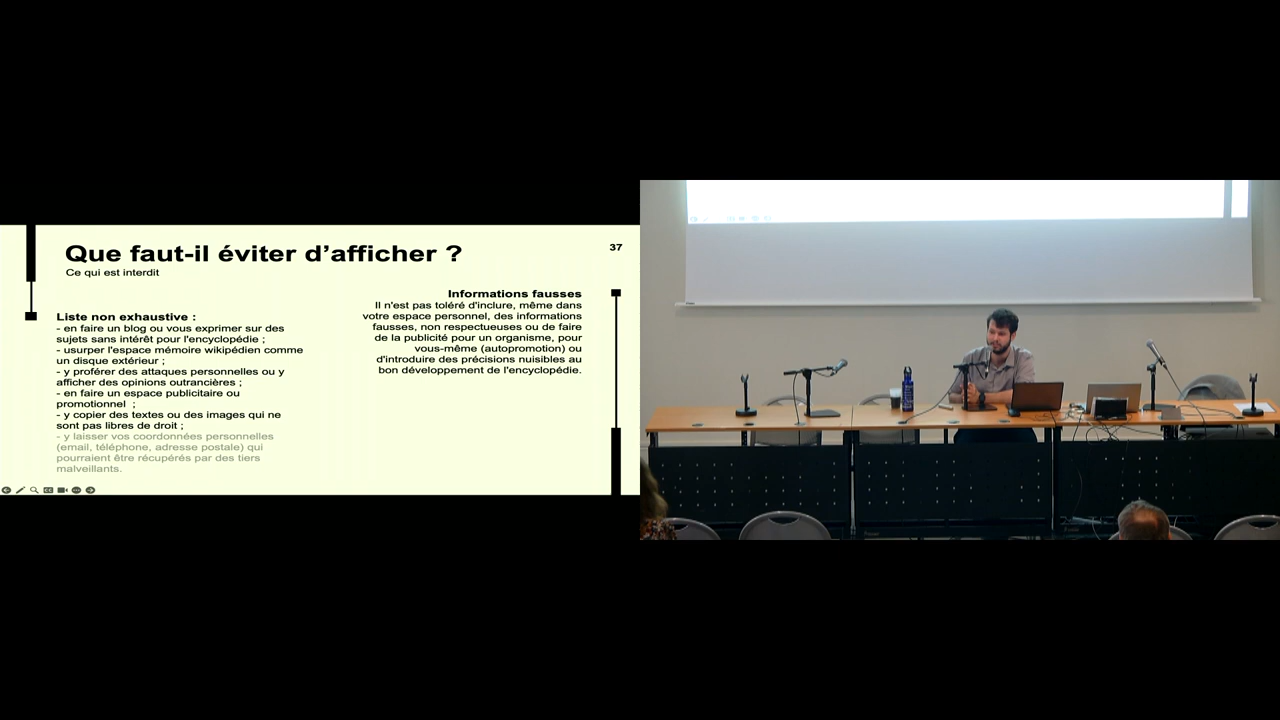 Que faut-il éviter d’afficher ?
37
Ce qui est interdit
Liste non exhaustive :
- en faire un blog ou vous exprimer sur des
sujets sans intérêt pour l'encyclopédie ;
- usurper l'espace mémoire wikipédien comme
un disque extérieur ;
- y proférer des attaques personnelles ou y
afficher des opinions outrancières ;
- en faire un espace publicitaire ou
promotionnel  ;
- y copier des textes ou des images qui ne
sont pas libres de droit ;
- y laisser vos coordonnées personnelles
(email, téléphone, adresse postale) qui
pourraient être récupérés par des tiers
malveillants.
Informations fausses
Il n'est pas toléré d'inclure, même dans
votre espace personnel, des informations
fausses, non respectueuses ou de faire
de la publicité pour un organisme, pour
vous-même (autopromotion) ou
d'introduire des précisions nuisibles au
bon développement de l'encyclopédie.